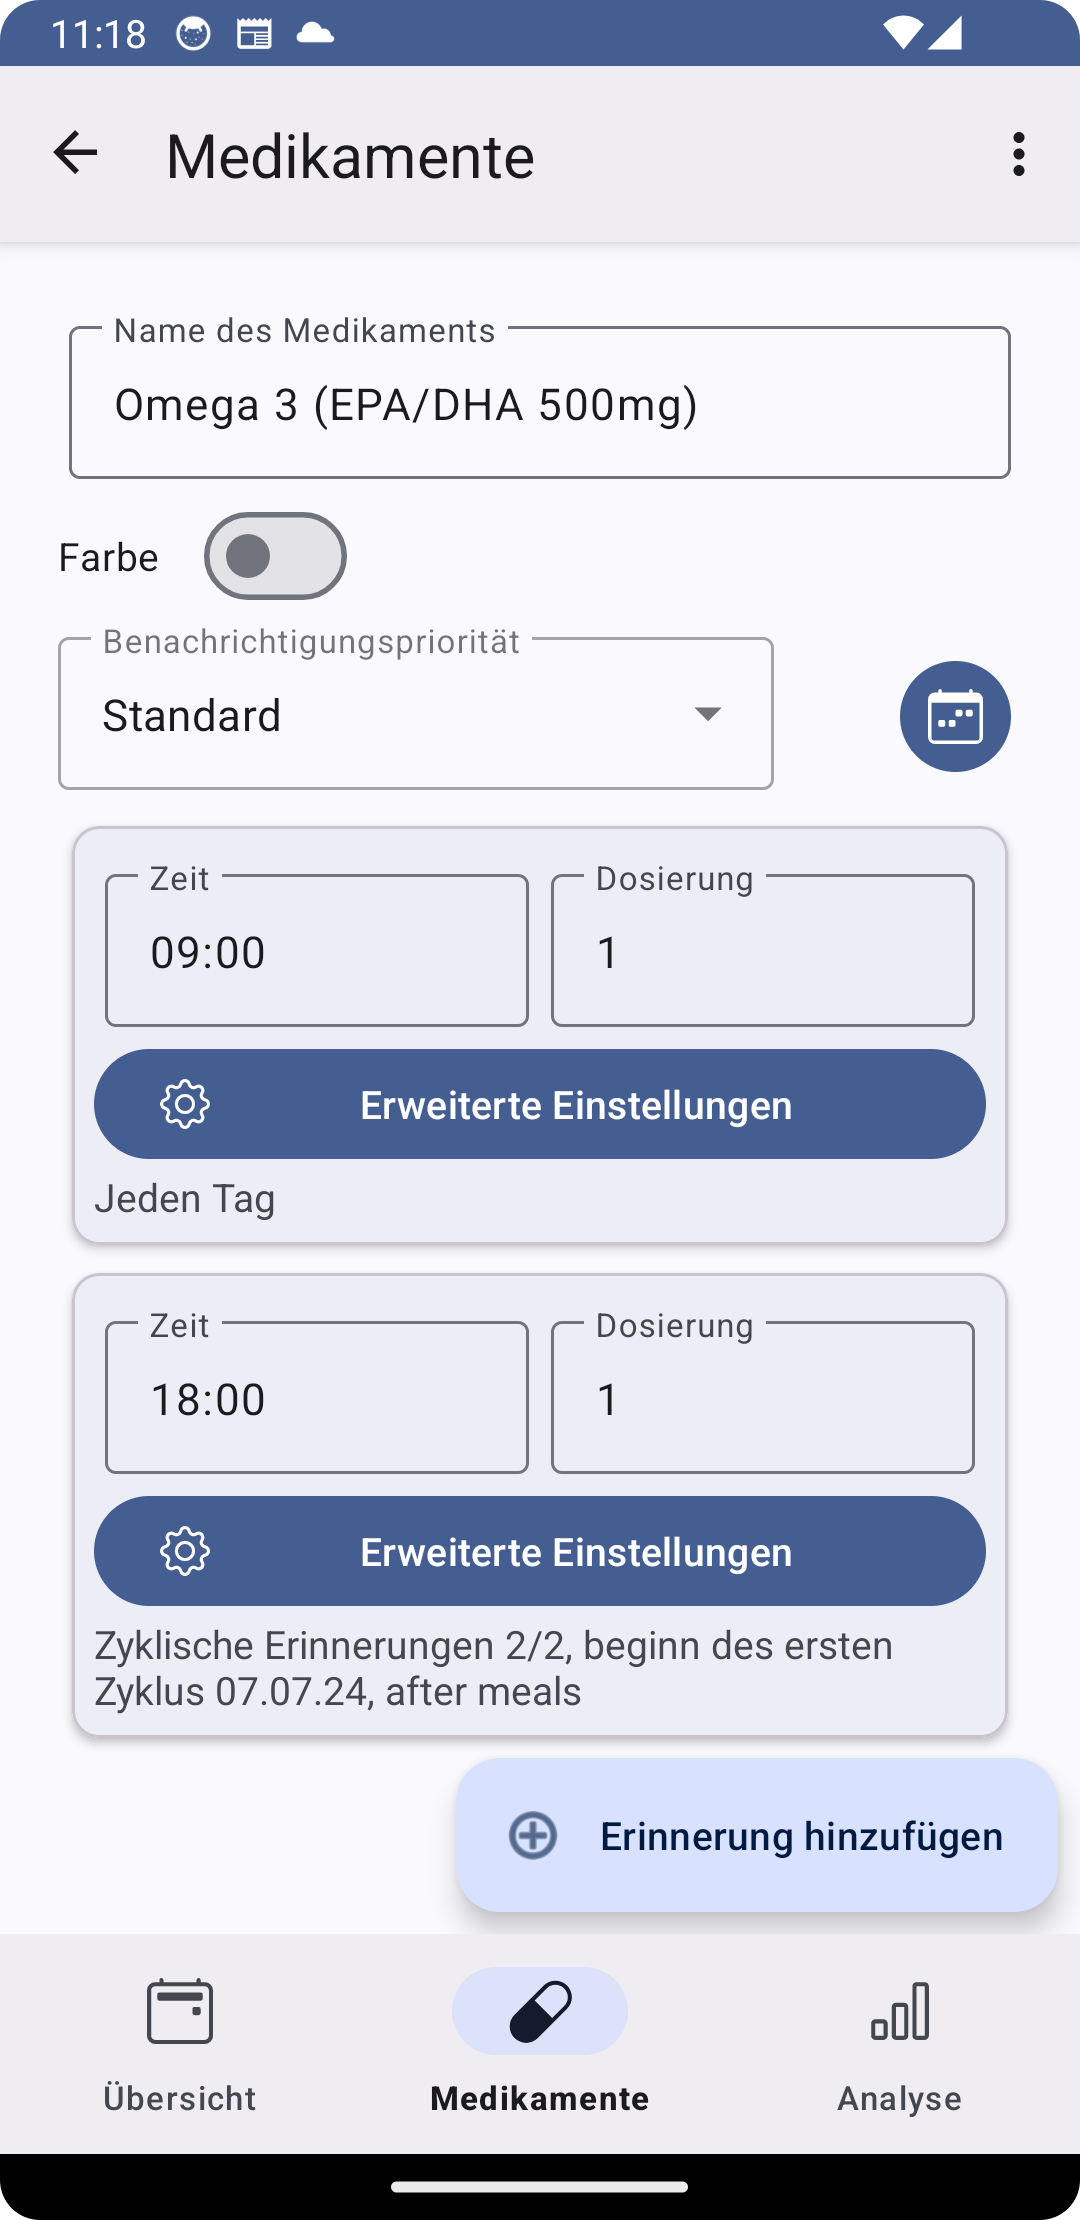 11:18
Medikamente
Name des Medikaments
Omega 3 (EPA/DHA 500mg)
Farbe
Benachrichtigungspriorität
Standard
Zeit
09:00
Dosierung
1
Erweiterte Einstellungen
Jeden Tag
Zeit
18:00
Dosierung
1
Erweiterte Einstellungen
Zyklische Erinnerungen 2/2, beginn des ersten
Zyklus 07.07.24, after meals
Erinnerung hinzufügen
Übersicht
Medikamente
Analyse